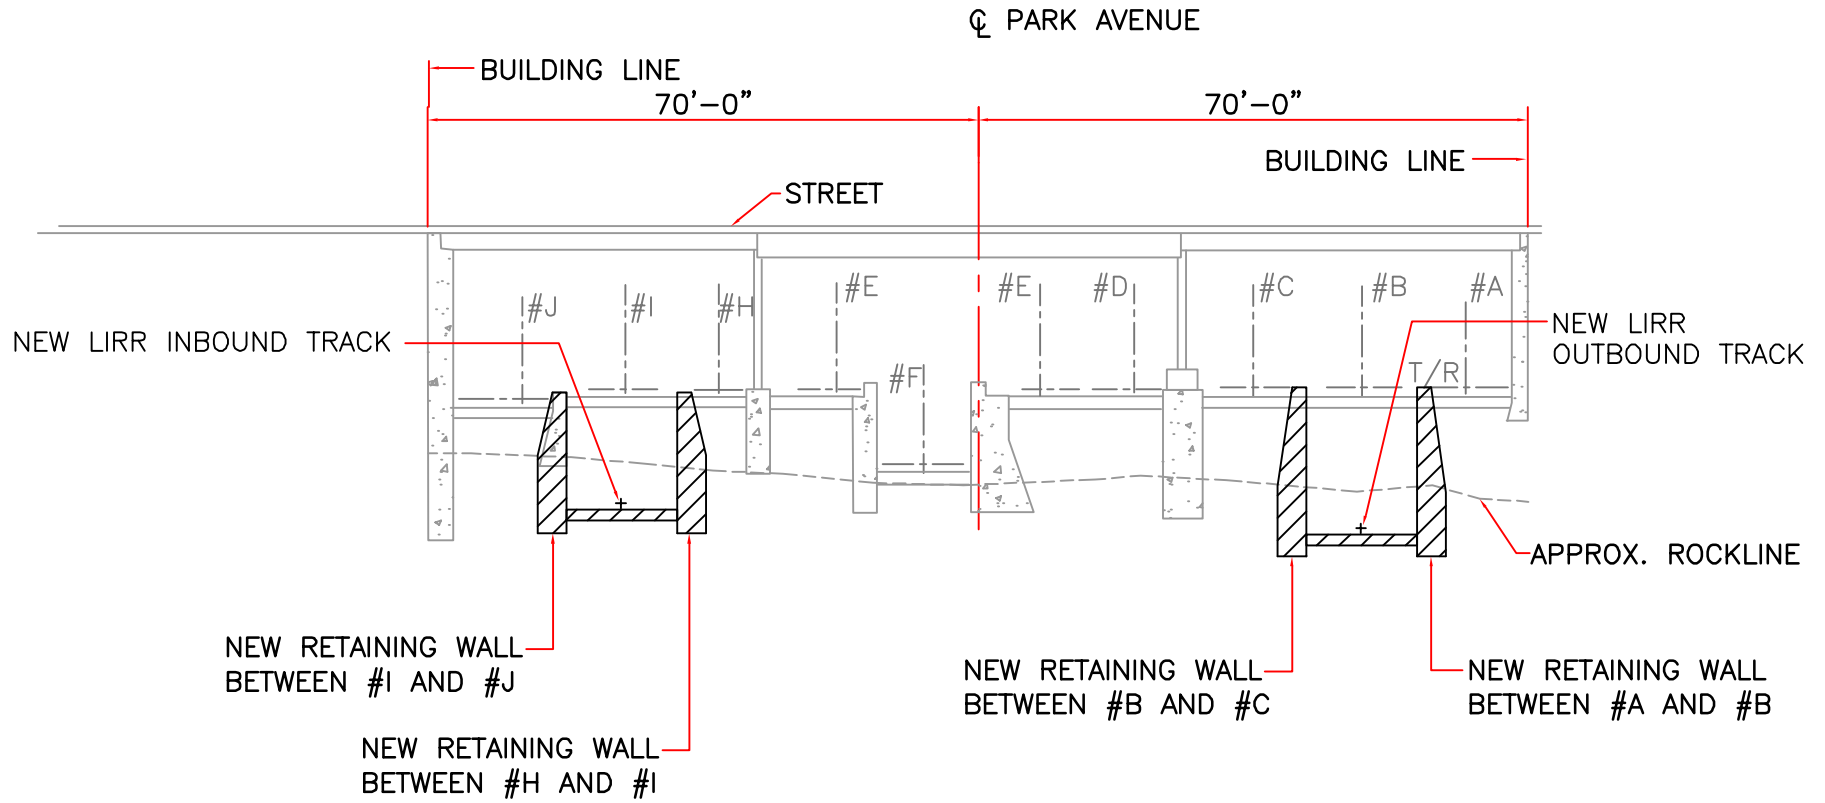 ℄ PARK AVENUE
BUILDING LINE
70'-0"
70'-0"
BUILDING LINE
STREET
#J
#I
#H
#E
#E
#D
#C
#B
#A
NEW LIRR INBOUND TRACK
NEW LIRR
OUTBOUND TRACK
#F
T/R
APPROX. ROCKLINE
NEW RETAINING WALL
BETWEEN #I AND #J
NEW RETAINING WALL
BETWEEN #B AND #C
NEW RETAINING WALL
BETWEEN #A AND #B
NEW RETAINING WALL
BETWEEN #H AND #I